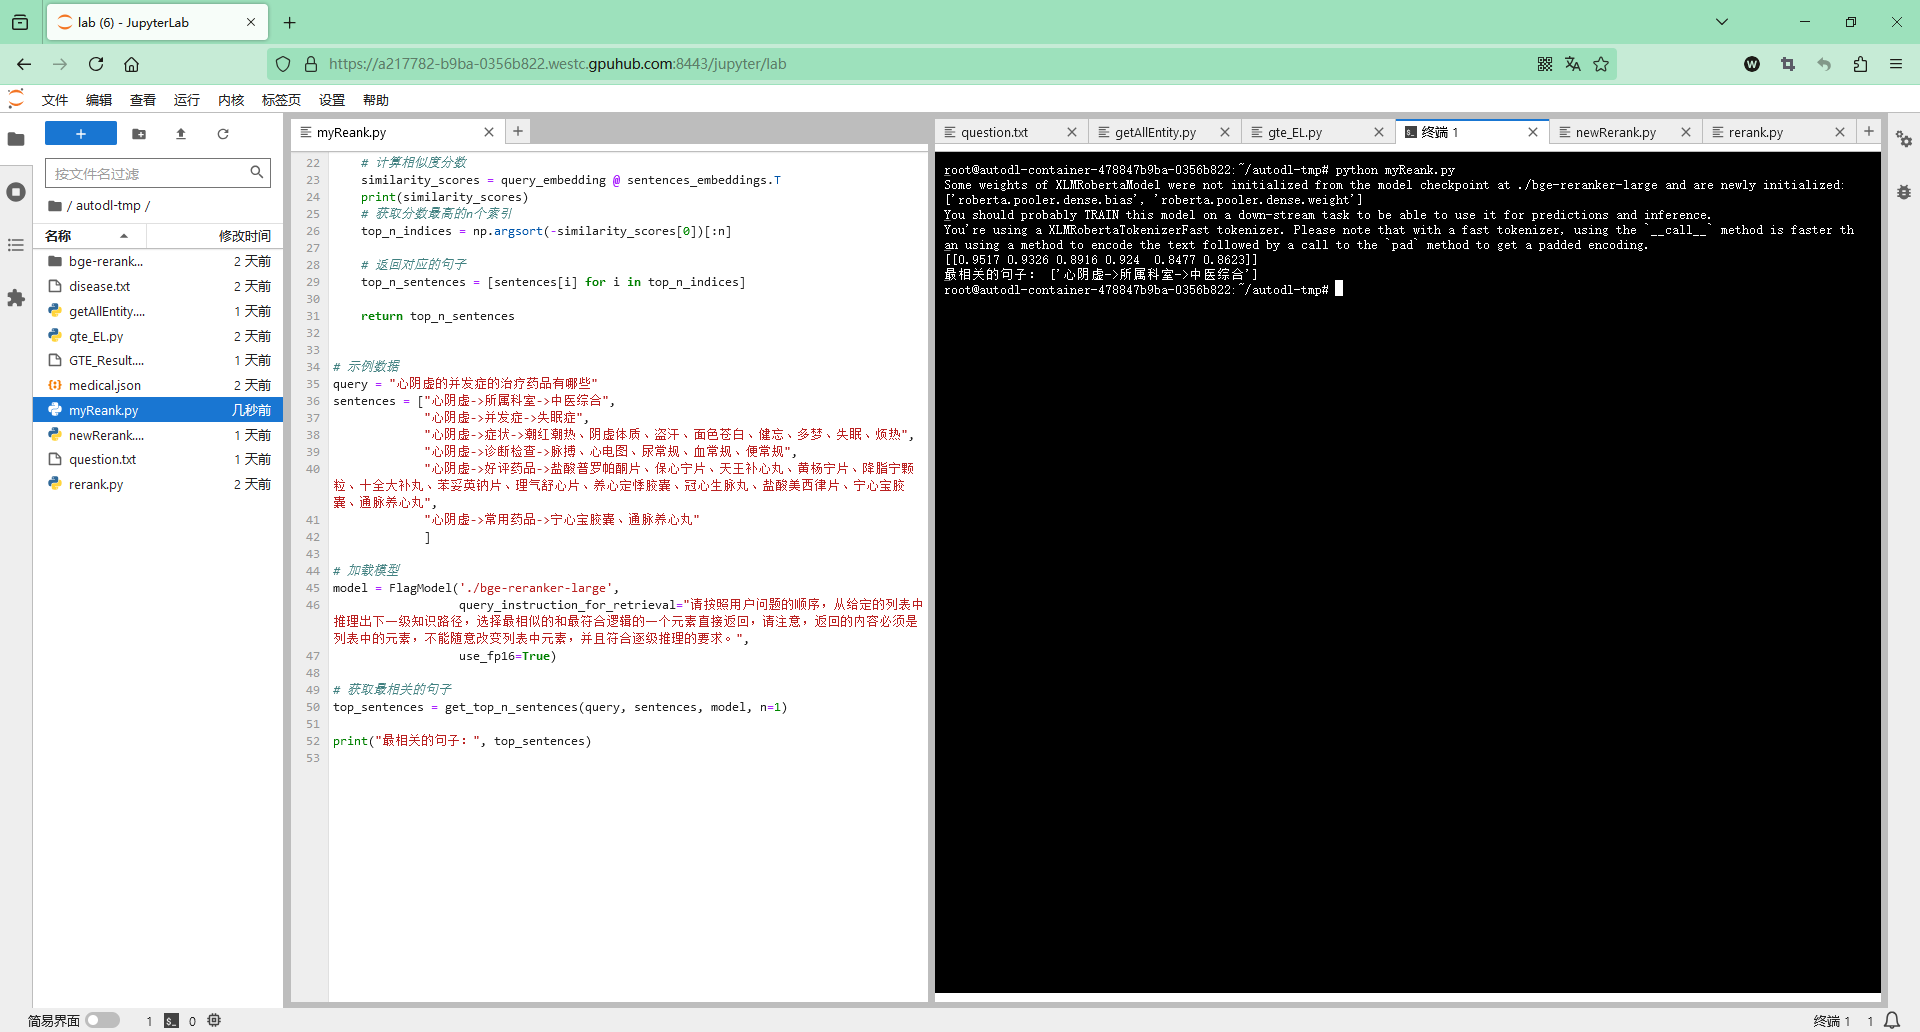 lab (6) - JupyterLab
https://a217782-b9ba-0356b822.westc.gpuhub.com:8443/jupyter/lab
W
文件 编辑 查看 运行 内核 标签页 设置 帮助
按文件名过滤
/ autodl-tmp /
名称 修改时间
bge-rerank... 2 天前
disease.txt 2 天前
getAllEntity.... 1 天前
gte_EL.py 2 天前
GTE_Result.... 1 天前
medical.json 2 天前
myReank.py 几秒前
newRerank.... 1 天前
question.txt 1 天前
rerank.py 2 天前
myReank.py
22 # 计算相似度分数
23 similarity_scores = query_embedding @ sentences_embeddings.T
24 print(similarity_scores)
25 # 获取分数最高的n个索引
26 top_n_indices = np.argsort(-similarity_scores[0])[:n]
27
28 # 返回对应的句子
29 top_n_sentences = [sentences[i] for i in top_n_indices]
30
31 return top_n_sentences
32
33
34 # 示例数据
35 query = "心阴虚的并发症的治疗药品有哪些"
36 sentences = ["心阴虚->所属科室->中医综合",
37 "心阴虚->并发症->失眠症",
38 "心阴虚->症状->潮红潮热、阴虚体质、盗汗、面色苍白、健忘、多梦、失眠、烦热",
39 "心阴虚->诊断检查->脉搏、心电图、尿常规、血常规、便常规",
40 "心阴虚->好评药品->盐酸普罗帕酮片、保心宁片、天王补心丸、黄杨宁片、降脂宁颗
粒、十全大补丸、苯妥英钠片、理气舒心片、养心定悸胶囊、冠心生脉丸、盐酸美西律片、宁心宝胶
囊、通脉养心丸",
41 "心阴虚->常用药品->宁心宝胶囊、通脉养心丸"
42 ]
43
44 # 加载模型
45 model = FlagModel('./bge-reranker-large',
46 query_instruction_for_retrieval="请按照用户问题的顺序，从给定的列表中
推理出下一级知识路径，选择最相似的和最符合逻辑的一个元素直接返回，请注意，返回的内容必须是
列表中的元素，不能随意改变列表中元素，并且符合逐级推理的要求。",
47 use_fp16=True)
48
49 # 获取最相关的句子
50 top_sentences = get_top_n_sentences(query, sentences, model, n=1)
51
52 print("最相关的句子：", top_sentences)
53
question.txt getAllEntity.py gte_EL.py 终端 1 newRerank.py rerank.py
root@autodl-container-478847b9ba-0356b822:~/autodl-tmp# python myReank.py
Some weights of XLMRobertaModel were not initialized from the model checkpoint at ./bge-reranker-large and are newly initialized:
['roberta.pooler.dense.bias', 'roberta.pooler.dense.weight']
You should probably TRAIN this model on a down-stream task to be able to use it for predictions and inference.
You're using a XLMRobertaTokenizerFast tokenizer. Please note that with a fast tokenizer, using the `__call__` method is faster th
an using a method to encode the text followed by a call to the `pad` method to get a padded encoding.
[[0.9517 0.9326 0.8916 0.924  0.8477 0.8623]]
最相关的句子： ['心阴虚->所属科室->中医综合']
root@autodl-container-478847b9ba-0356b822:~/autodl-tmp#
简易界面 1 0 终端 1 1